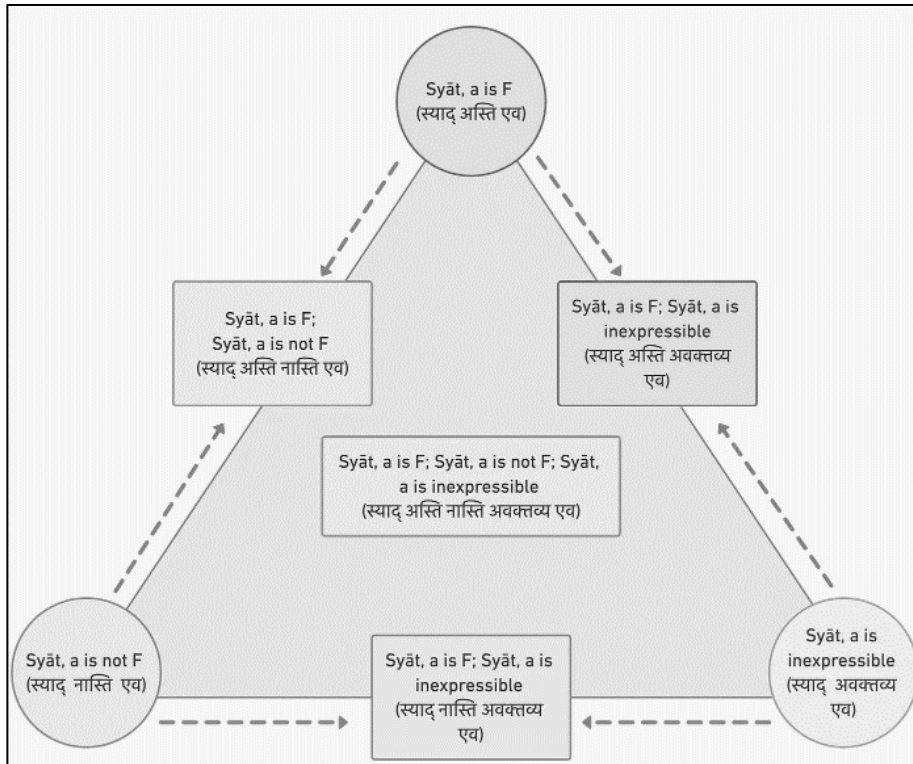 Syāt, a is F
(स्याद् अस्ति एव)
Syāt, a is F;
Syāt, a is not F
(स्याद् अस्ति नास्ति एव)
Syāt, a is F; Syāt, a is
inexpressible
(स्याद् अस्ति अवक्तव्य
एव)
Syāt, a is F; Syāt, a is not F; Syāt,
a is inexpressible
(स्याद् अस्ति नास्ति अवक्तव्य एव)
Syāt, a is not F
(स्याद् नास्ति एव)
Syāt, a is F; Syāt, a is
inexpressible
(स्याद् नास्ति अवक्तव्य
एव)
Syāt, a is
inexpressible
(स्याद् अवक्तव्य
एव)